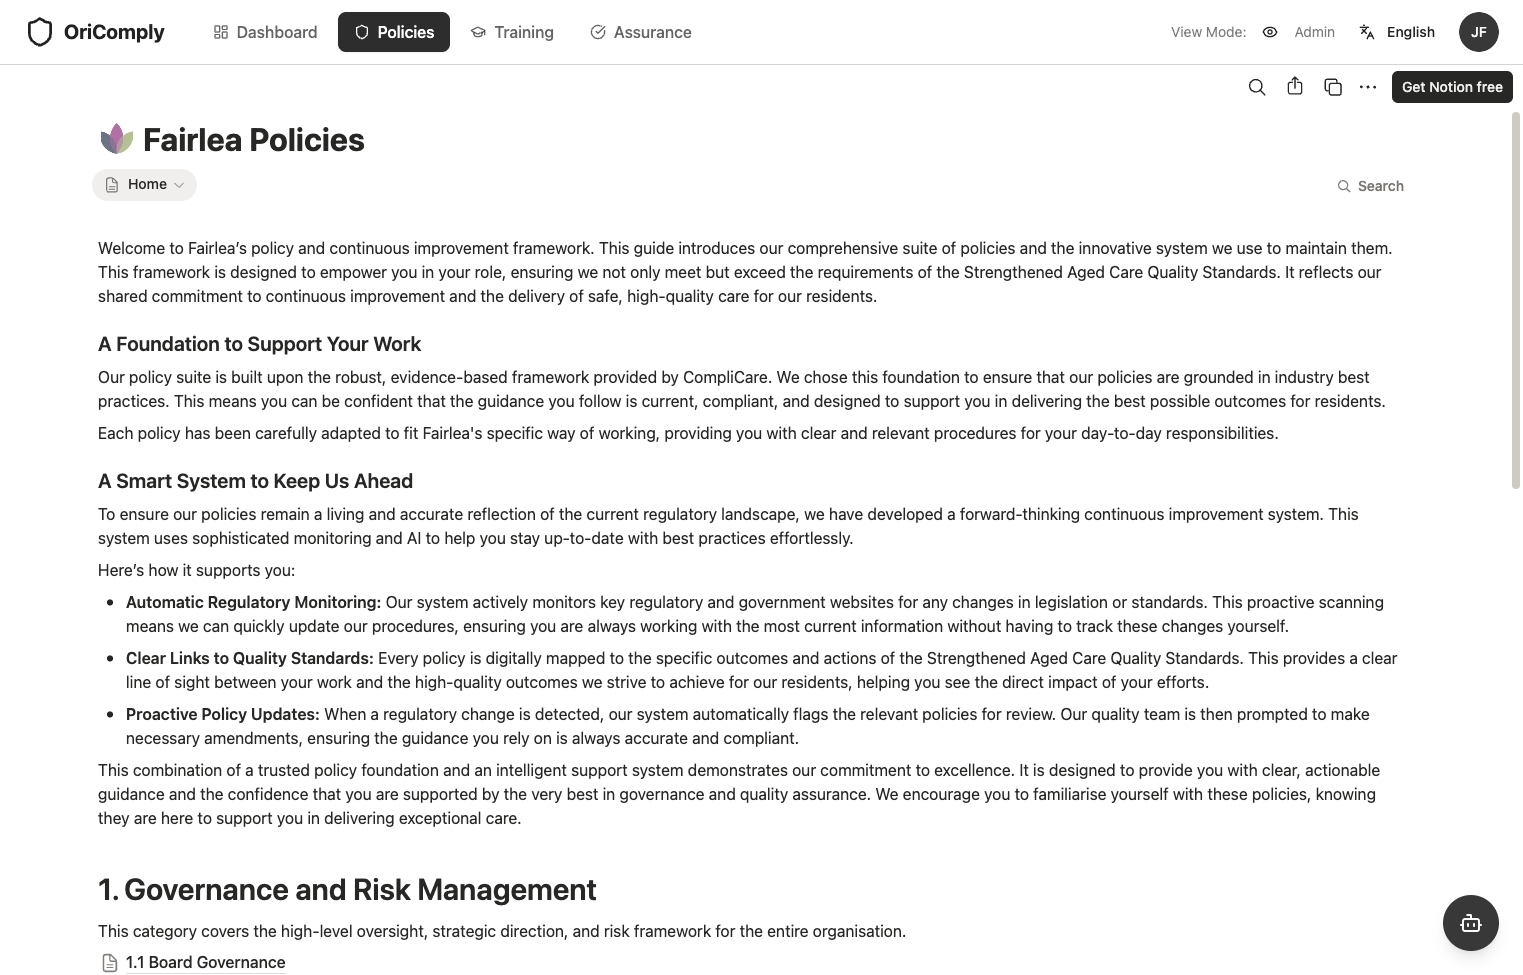 OriComply
Dashboard
Policies
Training
Assurance
View Mode:
Admin
English
JF
Get Notion free
Fairlea Policies
Home
Search
Welcome to Fairlea’s policy and continuous improvement framework. This guide introduces our comprehensive suite of policies and the innovative system we use to maintain them.
This framework is designed to empower you in your role, ensuring we not only meet but exceed the requirements of the Strengthened Aged Care Quality Standards. It reflects our
shared commitment to continuous improvement and the delivery of safe, high-quality care for our residents.
A Foundation to Support Your Work
Our policy suite is built upon the robust, evidence-based framework provided by CompliCare. We chose this foundation to ensure that our policies are grounded in industry best
practices. This means you can be confident that the guidance you follow is current, compliant, and designed to support you in delivering the best possible outcomes for residents.
Each policy has been carefully adapted to fit Fairlea's specific way of working, providing you with clear and relevant procedures for your day-to-day responsibilities.
A Smart System to Keep Us Ahead
To ensure our policies remain a living and accurate reflection of the current regulatory landscape, we have developed a forward-thinking continuous improvement system. This
system uses sophisticated monitoring and AI to help you stay up-to-date with best practices effortlessly.
Here’s how it supports you:
• Automatic Regulatory Monitoring: Our system actively monitors key regulatory and government websites for any changes in legislation or standards. This proactive scanning
means we can quickly update our procedures, ensuring you are always working with the most current information without having to track these changes yourself.
• Clear Links to Quality Standards: Every policy is digitally mapped to the specific outcomes and actions of the Strengthened Aged Care Quality Standards. This provides a clear
line of sight between your work and the high-quality outcomes we strive to achieve for our residents, helping you see the direct impact of your efforts.
• Proactive Policy Updates: When a regulatory change is detected, our system automatically flags the relevant policies for review. Our quality team is then prompted to make
necessary amendments, ensuring the guidance you rely on is always accurate and compliant.
This combination of a trusted policy foundation and an intelligent support system demonstrates our commitment to excellence. It is designed to provide you with clear, actionable
guidance and the confidence that you are supported by the very best in governance and quality assurance. We encourage you to familiarise yourself with these policies, knowing
they are here to support you in delivering exceptional care.
1. Governance and Risk Management
This category covers the high-level oversight, strategic direction, and risk framework for the entire organisation.
1.1 Board Governance